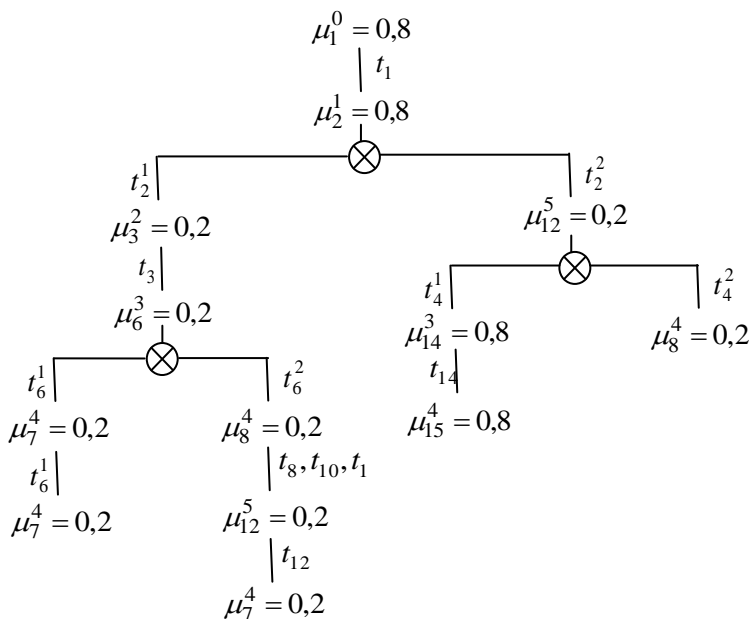 μ₁⁰ = 0,8
t₁
μ₂¹ = 0,8
t₂¹ t₂²
μ₃² = 0,2 μ₁₂⁵ = 0,2
t₃ t₄¹ t₄²
μ₆³ = 0,2 μ₁₄³ = 0,8 μ₈⁴ = 0,2
t₆¹ t₆² t₁₄
μ₇⁴ = 0,2 μ₈⁴ = 0,2 μ₁₅⁴ = 0,8
t₆¹ t₈, t₁₀, t₁
μ₇⁴ = 0,2 μ₁₂⁵ = 0,2
t₁₂
μ₇⁴ = 0,2